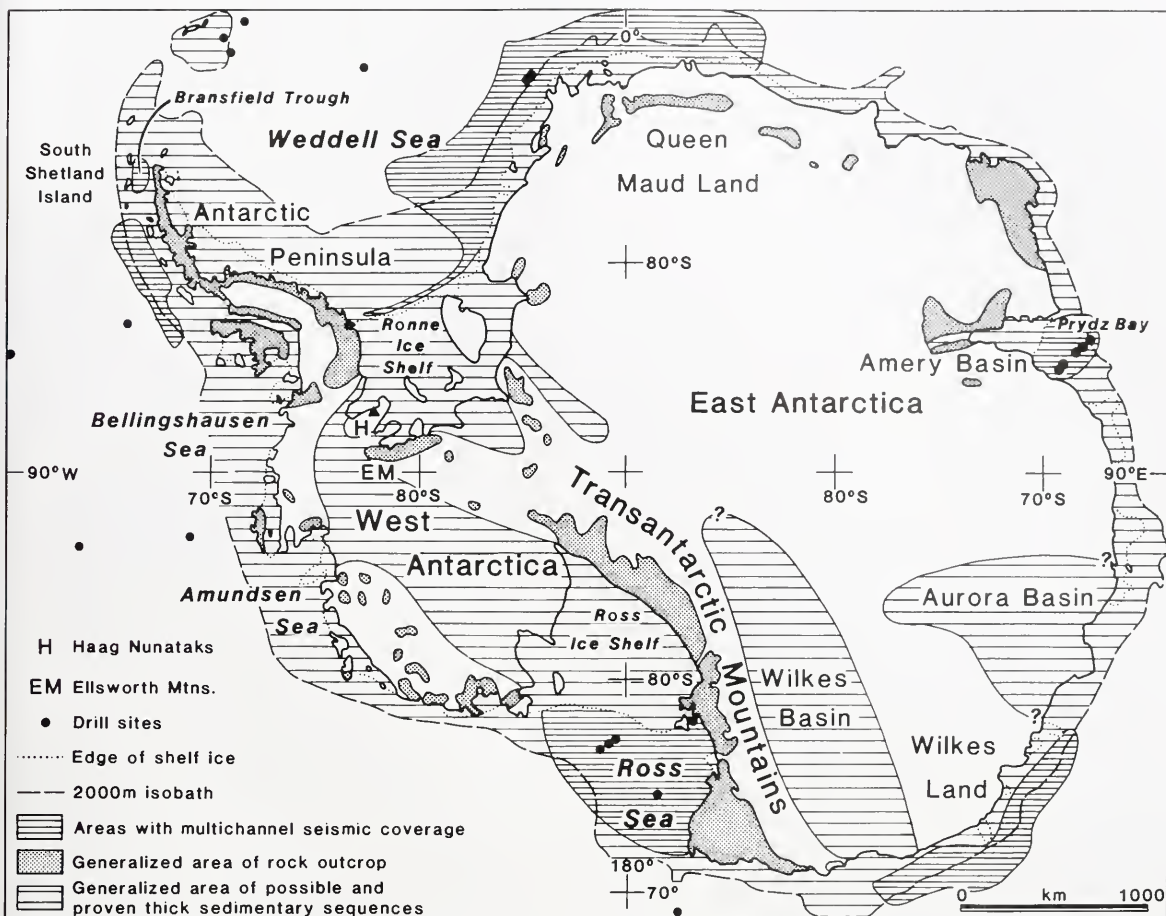 0°
Bransfield Trough
Weddell Sea
South
Shetland
Island
Queen
Maud Land
Antarctic
Peninsula
80°S
Prydz Bay
Ronne
Ice
Shelf
Amery Basin
East Antarctica
Bellingshausen
Sea
H
EM
90°W
70°S
80°S
80°S
70°S
90°E
West
Antarctica
Transantarctic
Mountains
?
?
Aurora Basin
Amundsen
Sea
Ross
Ice Shelf
80°S
Wilkes
Basin
?
Wilkes
Land
Ross
Sea
180°
70°
H Haag Nunataks
EM Ellsworth Mtns.
Drill sites
Edge of shelf ice
2000m isobath
Areas with multichannel seismic coverage
Generalized area of rock outcrop
Generalized area of possible and
proven thick sedimentary sequences
0 km 1000